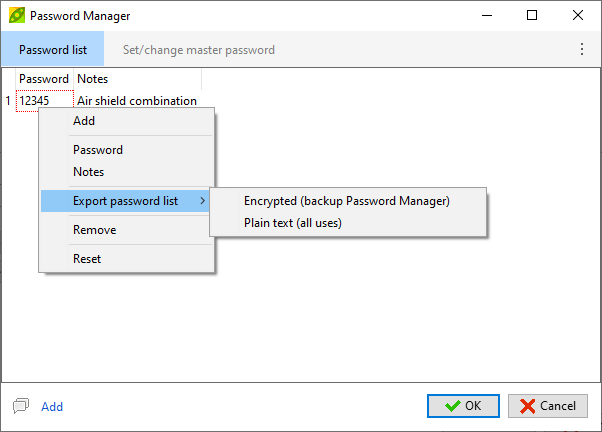 Password Manager
Password list Set/change master password
Password Notes
1 12345 Air shield combination
Add
Password
Notes
Export password list
Encrypted (backup Password Manager)
Plain text (all uses)
Remove
Reset
Add OK Cancel